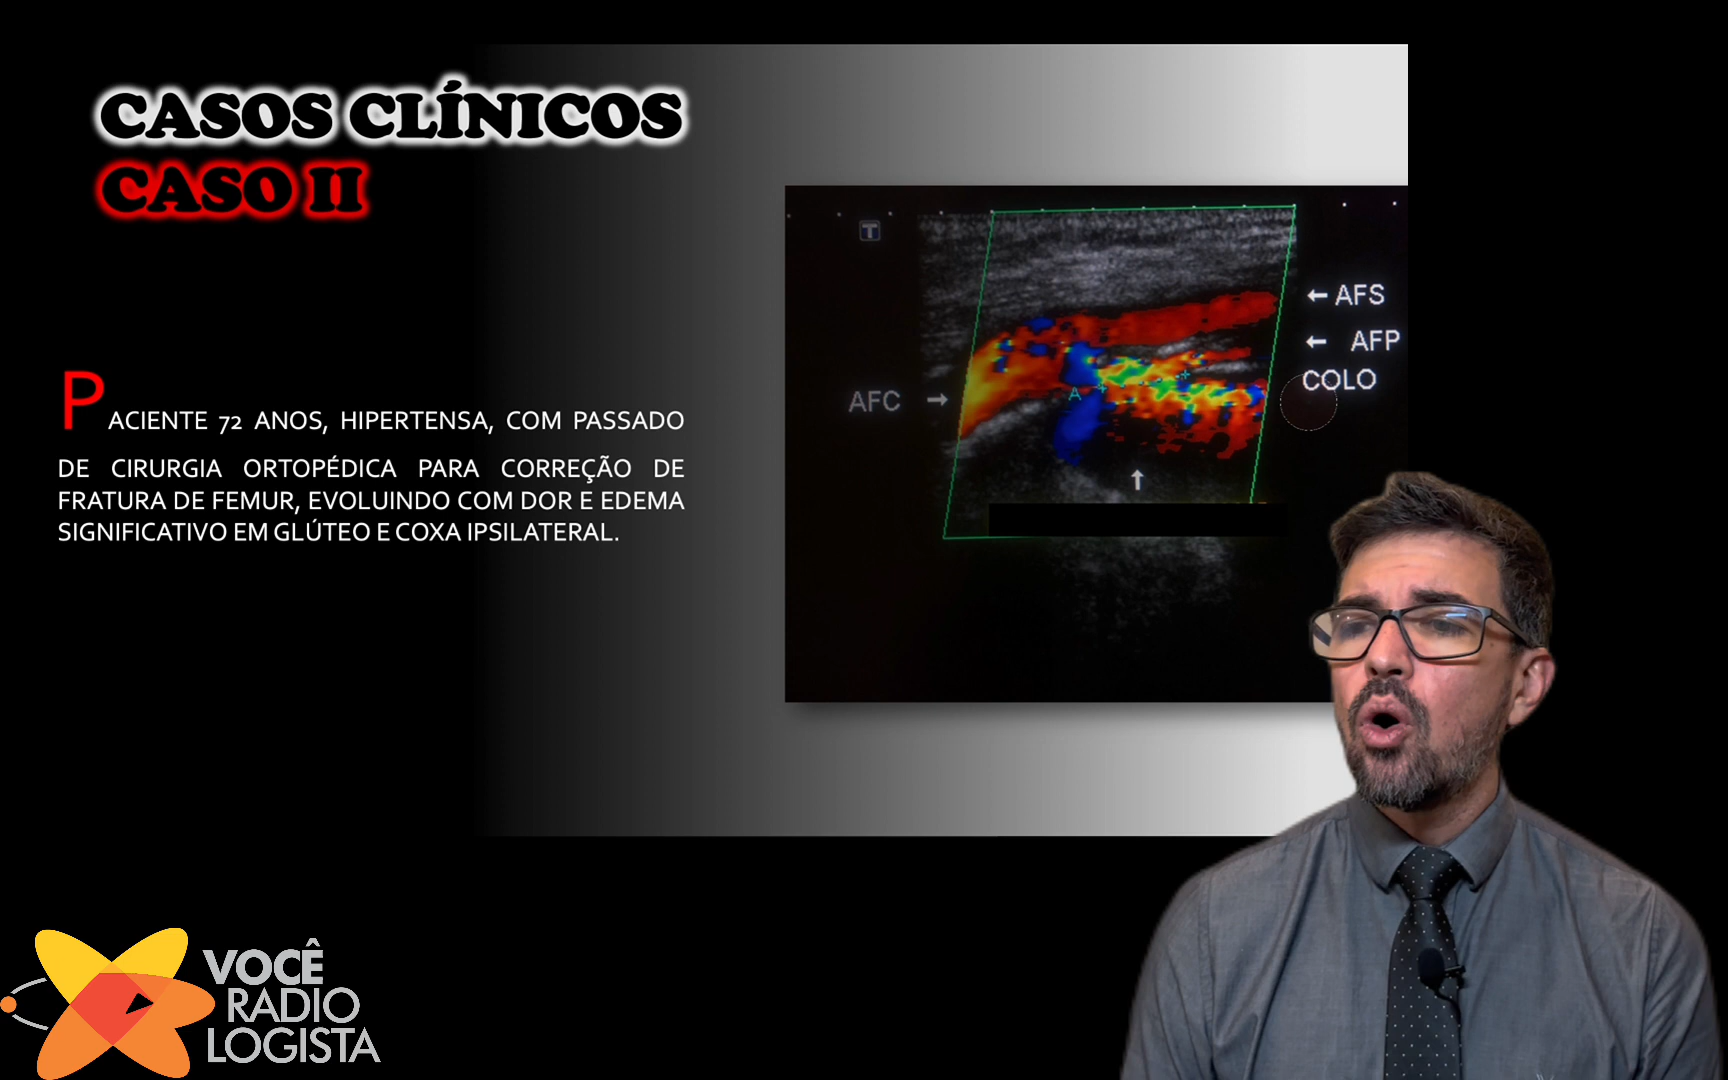 CASOS CLÍNICOS
CASO II
PACIENTE 72 ANOS, HIPERTENSA, COM PASSADO
DE CIRURGIA ORTOPÉDICA PARA CORREÇÃO DE
FRATURA DE FEMUR, EVOLUINDO COM DOR E EDEMA
SIGNIFICATIVO EM GLÚTEO E COXA IPSILATERAL.
T
← AFS
← AFP
COLO
AFC →
A
↑
VOCÊ
RADIO
LOGISTA